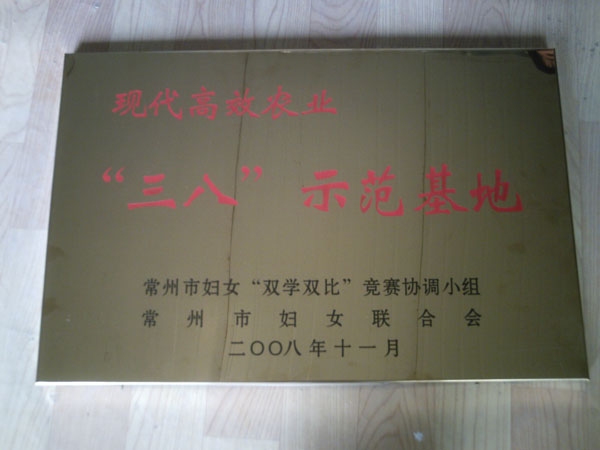 现代高效农业
“三八”示范基地
常州市妇女“双学双比”竞赛协调小组
常州市妇女联合会
二〇〇八年十一月